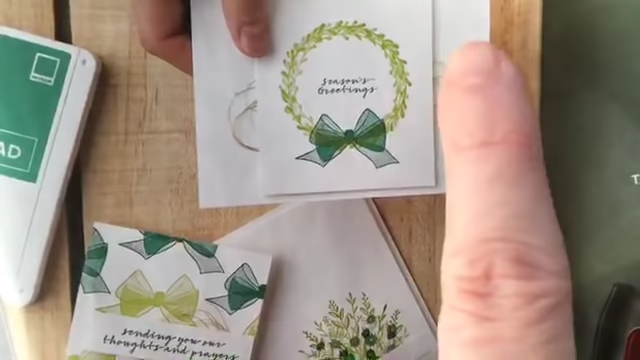 Season's
Greetings
AD
sending you our
thoughts and prayers